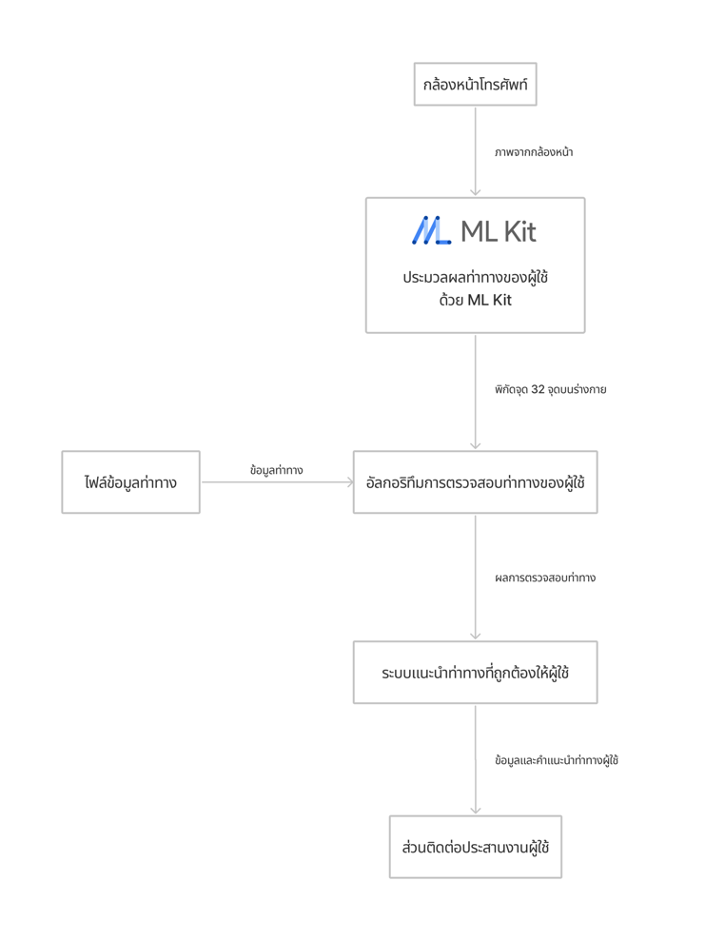 กล้องหน้าโทรศัพท์
ภาพจากกล้องหน้า
ML Kit
ประมวลผลท่าทางของผู้ใช้
ด้วย ML Kit
พิกัดจุด 32 จุดบนร่างกาย
ไฟล์ข้อมูลท่าทาง
ข้อมูลท่าทาง
อัลกอริทึมการตรวจสอบท่าทางของผู้ใช้
ผลการตรวจสอบท่าทาง
ระบบแนะนำท่าทางที่ถูกต้องให้ผู้ใช้
ข้อมูลและคำแนะนำท่าทางผู้ใช้
ส่วนติดต่อประสานงานผู้ใช้